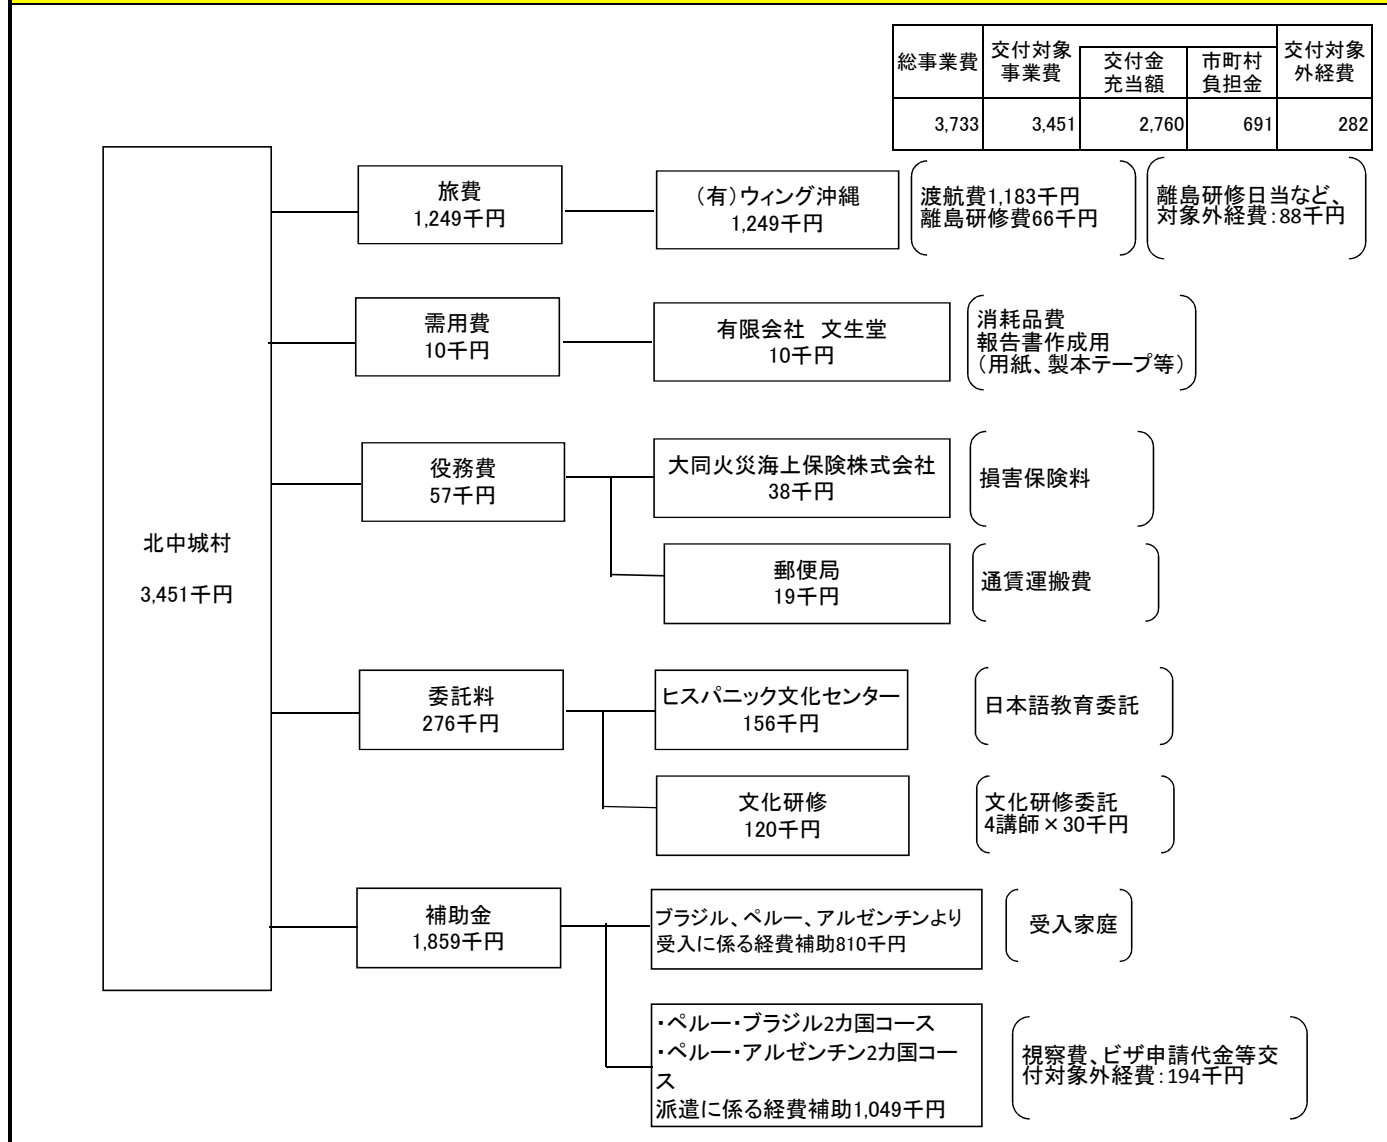 総事業費
交付対象
事業費
交付金
充当額
市町村
負担金
交付対象
外経費
3,733
3,451
2,760
691
282
北中城村
3,451千円
旅費
1,249千円
(有)ウィング沖縄
1,249千円
渡航費1,183千円
離島研修費66千円
離島研修日当など、
対象外経費:88千円
需用費
10千円
有限会社　文生堂
10千円
消耗品費
報告書作成用
(用紙、製本テープ等)
役務費
57千円
大同火災海上保険株式会社
38千円
損害保険料
郵便局
19千円
通賃運搬費
委託料
276千円
ヒスパニック文化センター
156千円
日本語教育委託
文化研修
120千円
文化研修委託
4講師×30千円
補助金
1,859千円
ブラジル、ペルー、アルゼンチンより
受入に係る経費補助810千円
受入家庭
・ペルー・ブラジル2カ国コース
・ペルー・アルゼンチン2カ国コー
ス
派遣に係る経費補助1,049千円
視察費、ビザ申請代金等交
付対象外経費:194千円